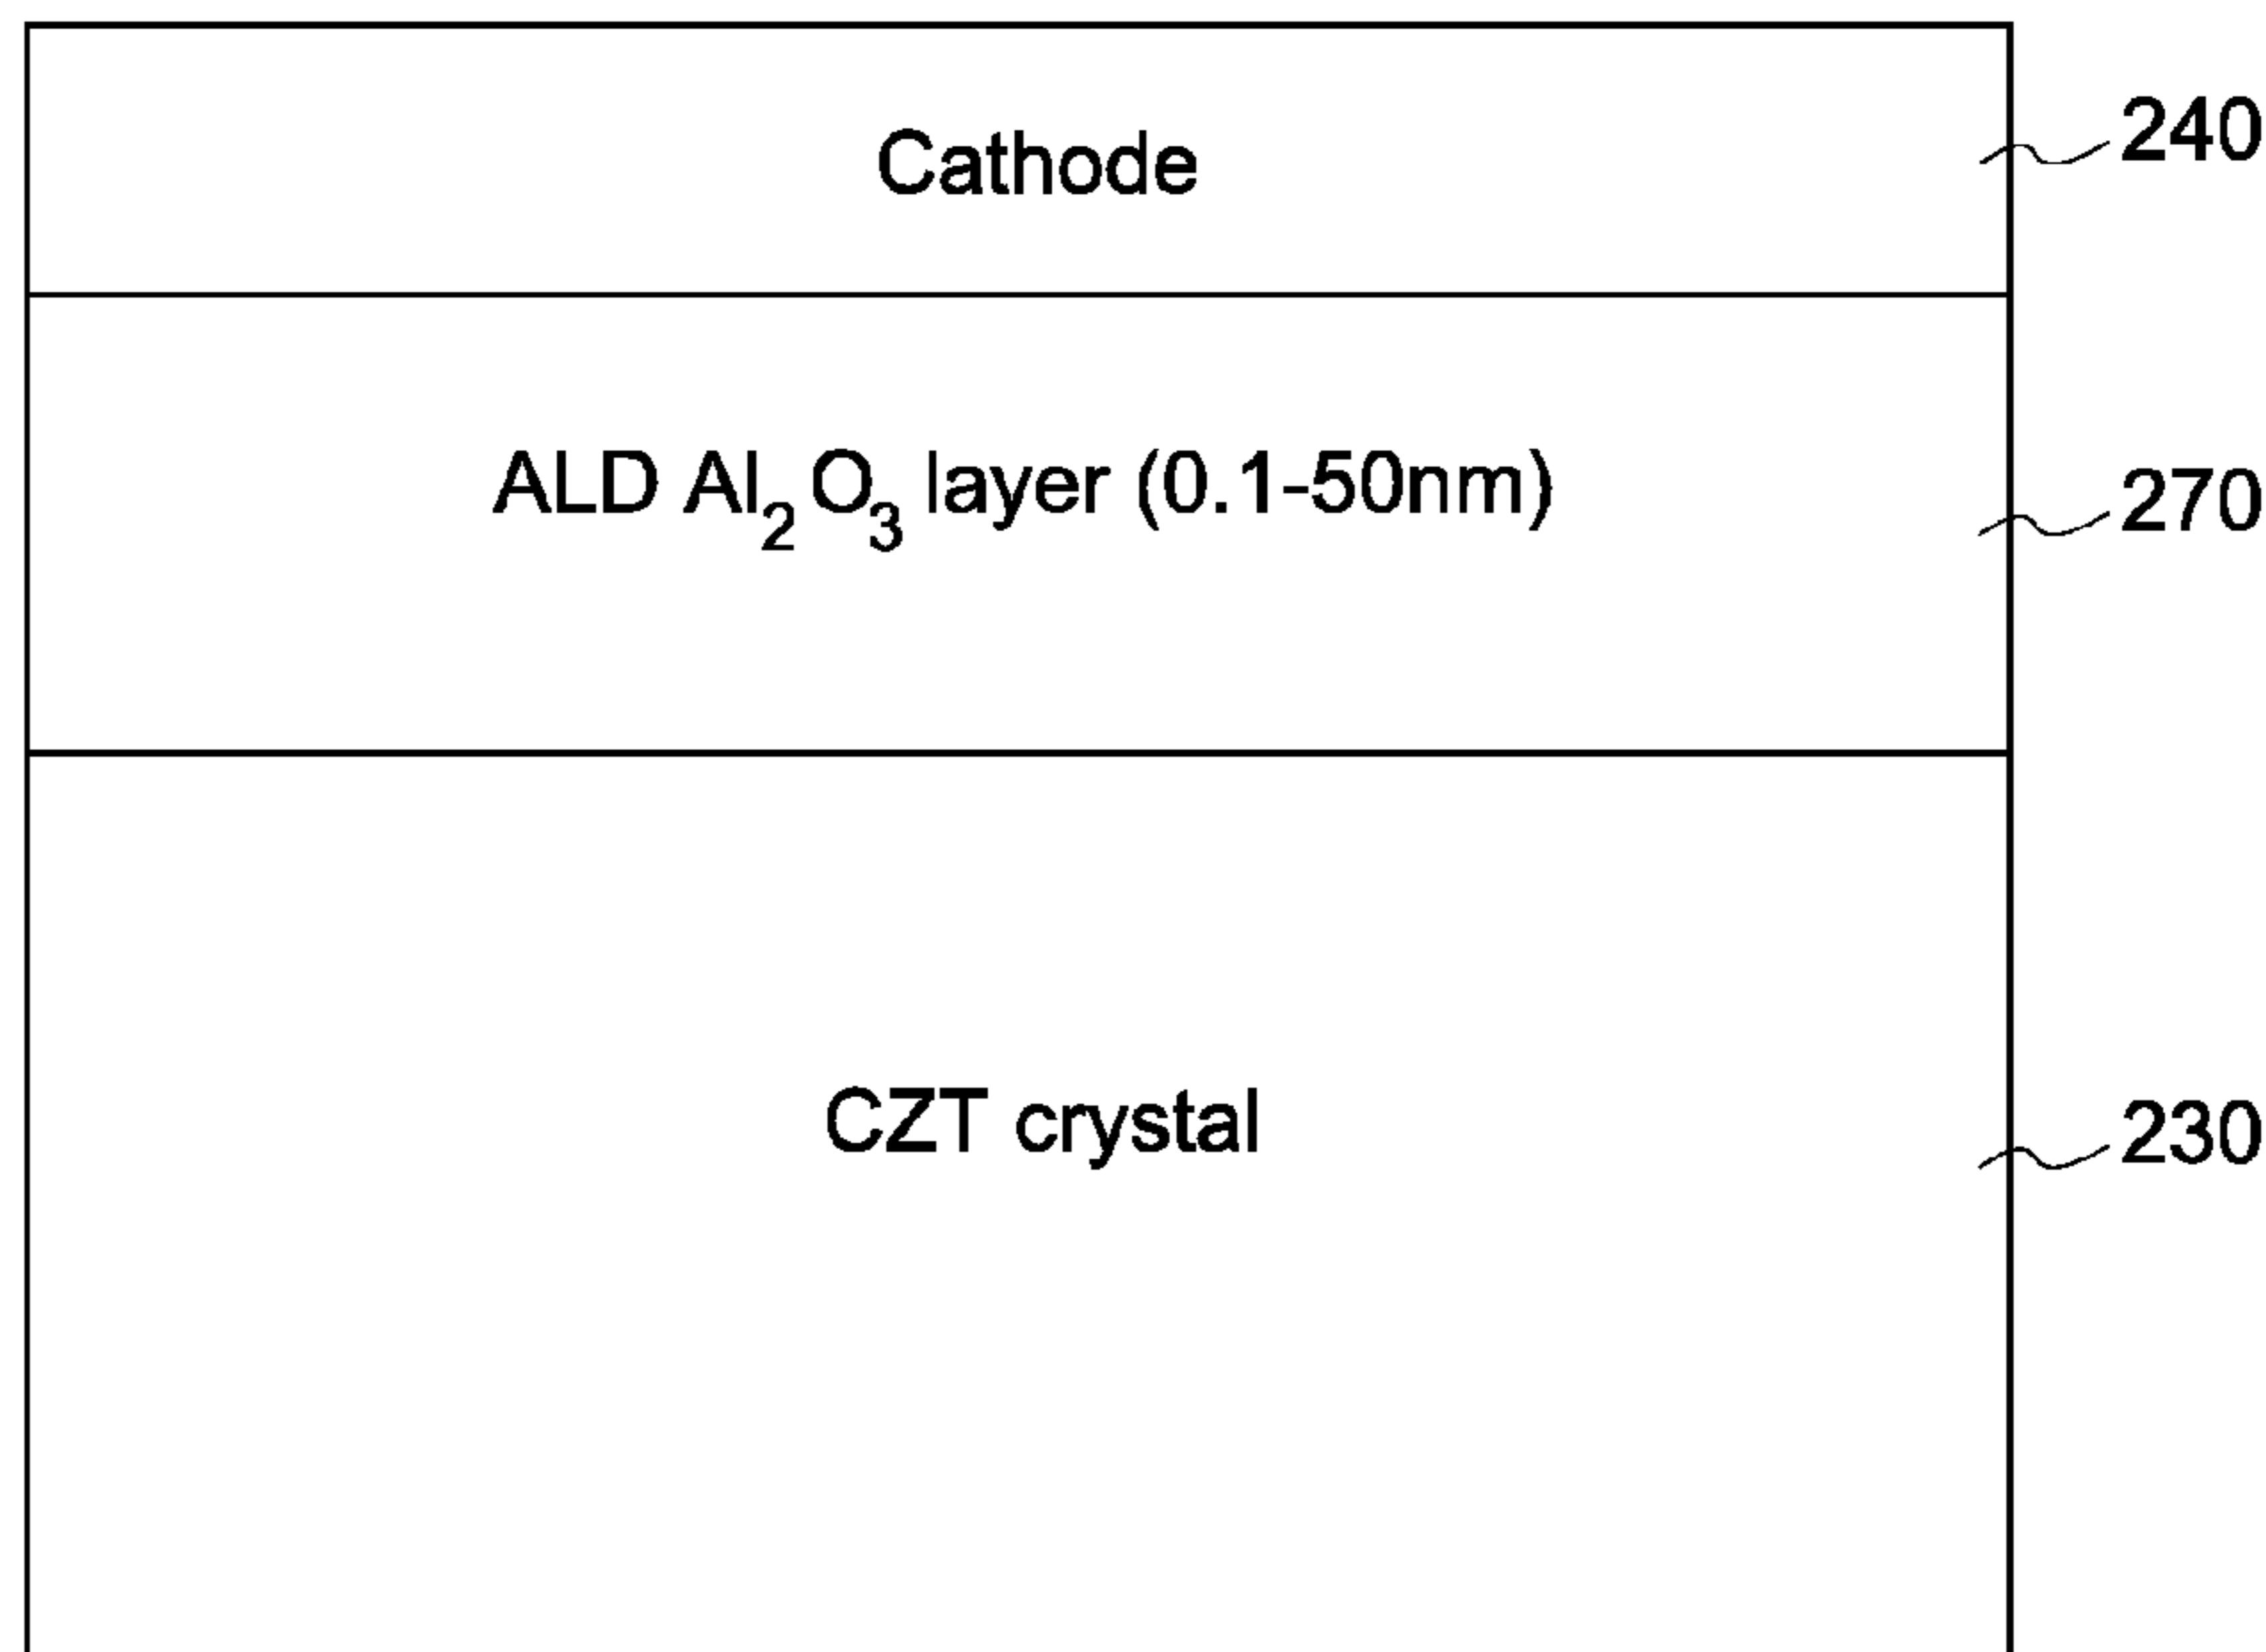 Cathode 240
ALD Al₂O₃ layer (0.1-50nm) 270
CZT crystal 230